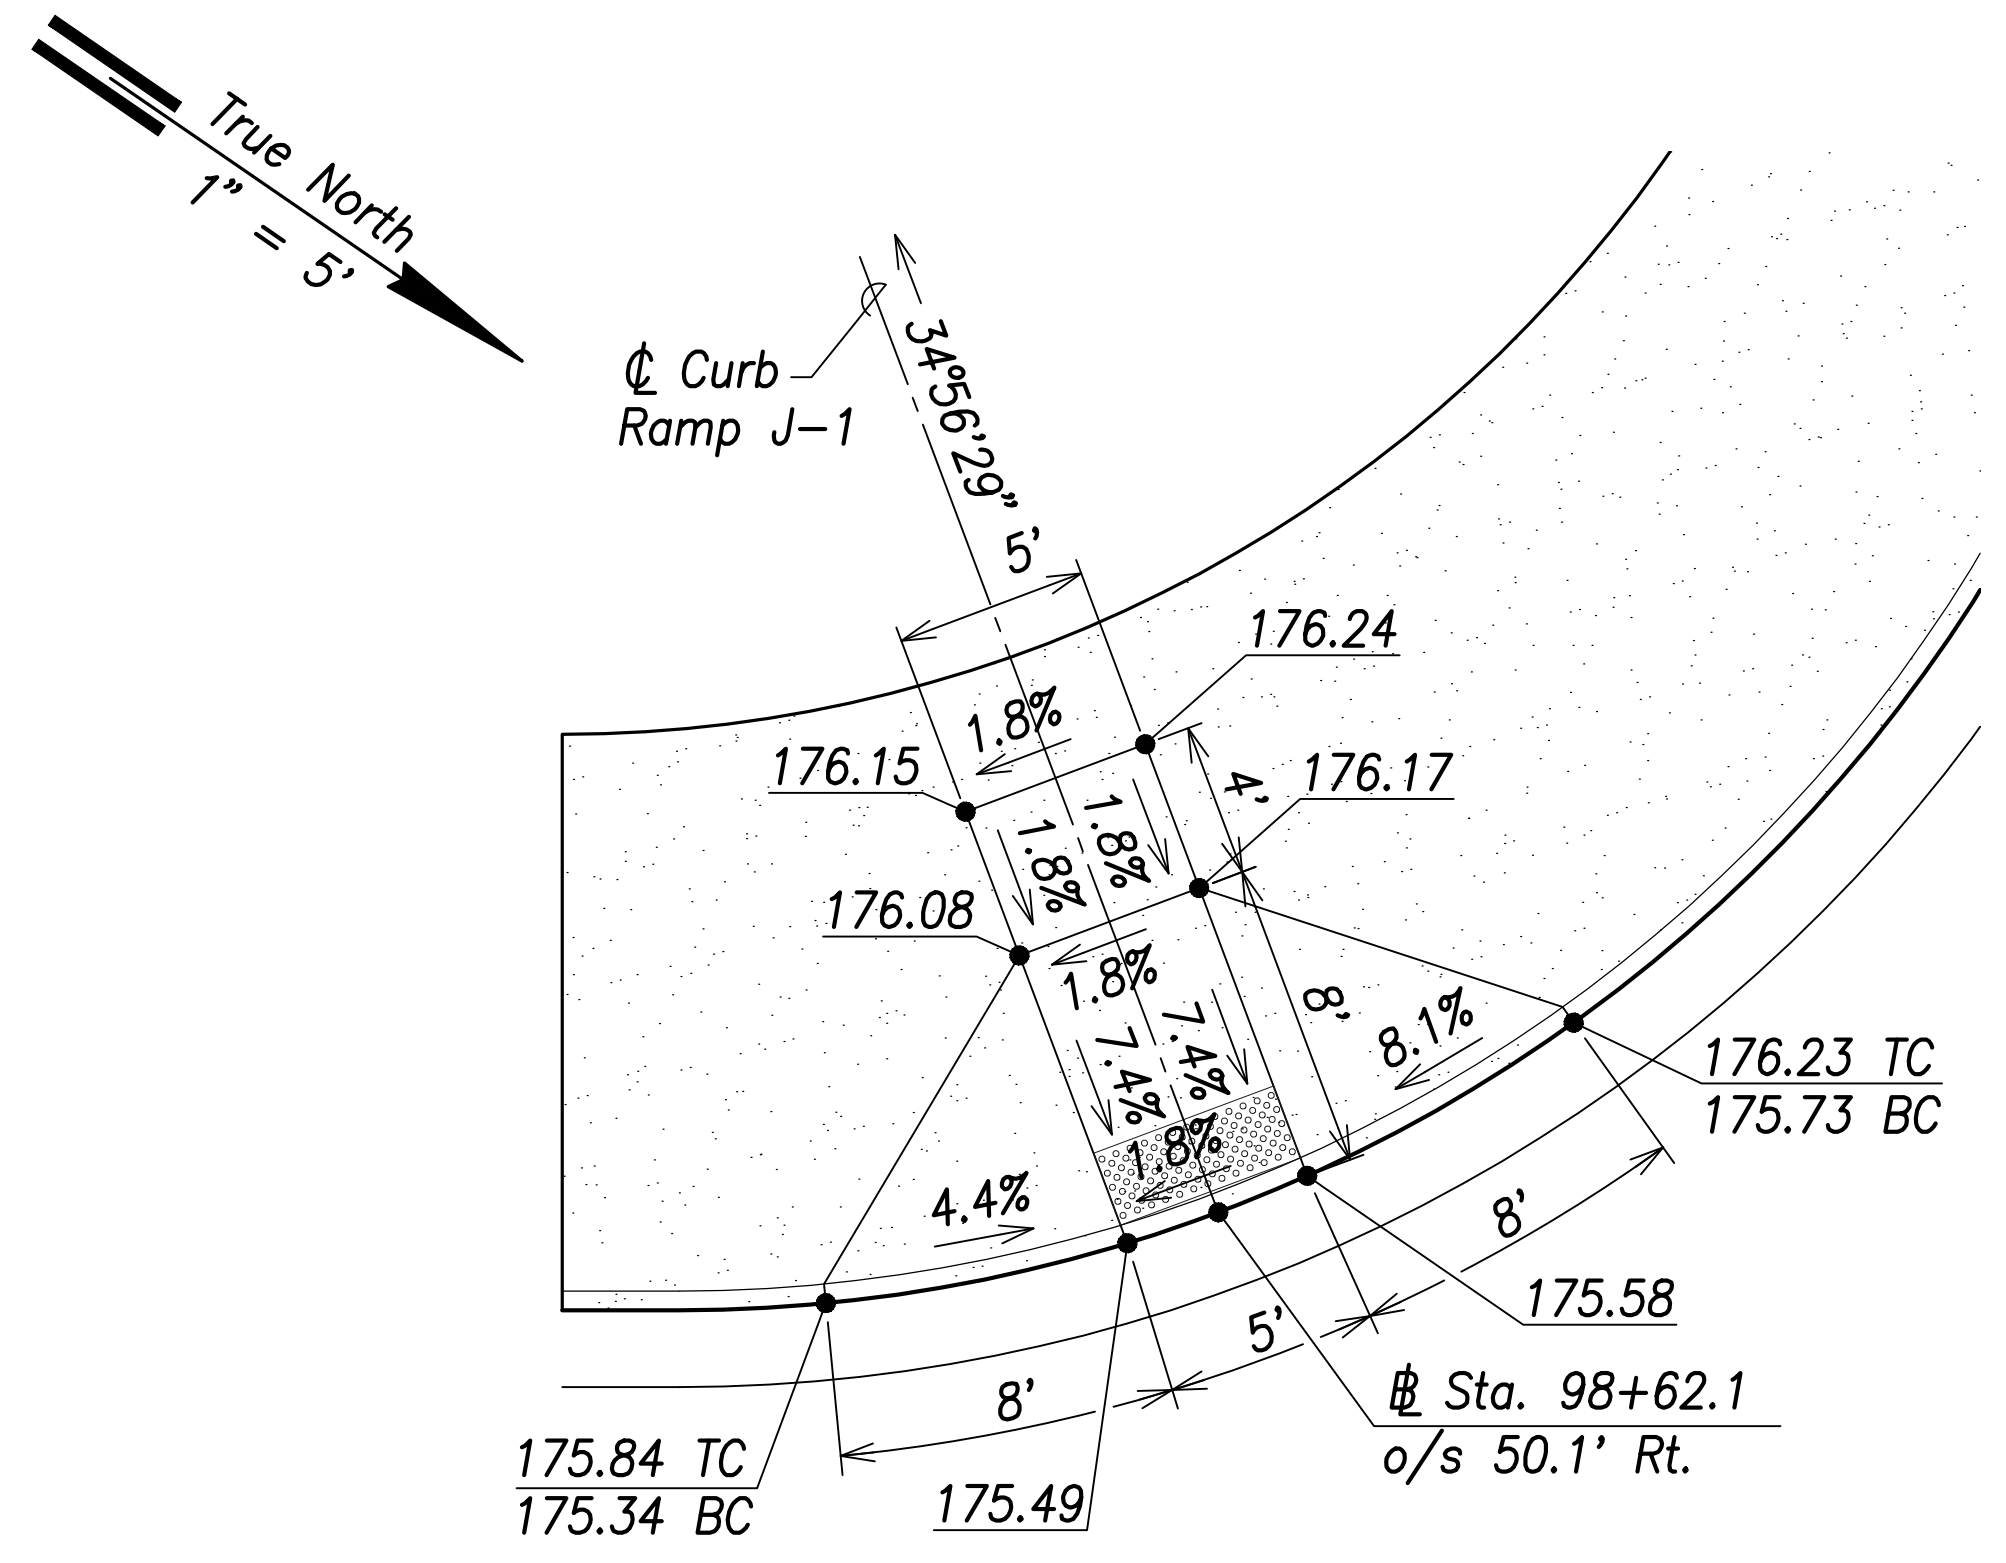 True North
1” = 5’
℄ Curb
Ramp J-1
34°56’29”
5’
176.24
1.8%
176.15
4’
176.17
1.8%
1.8%
176.08
1.8%
8’
7.4%
7.4%
8.1%
176.23 TC
175.73 BC
1.8%
4.4%
8’
5’
8’
175.58
BL Sta. 98+62.1
o/s 50.1’ Rt.
175.84 TC
175.34 BC
175.49